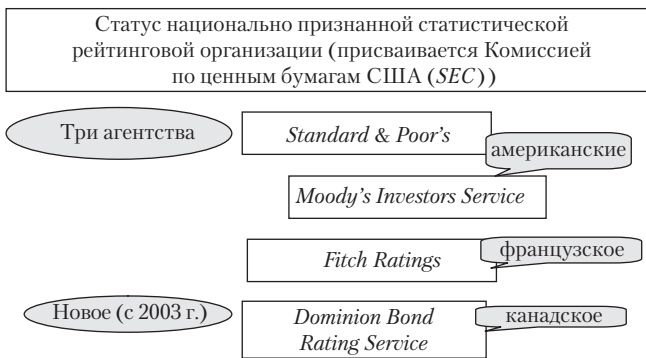 Статус национально признанной статистической
рейтинговой организации (присваивается Комиссией
по ценным бумагам США (SEC))
Три агентства
Standard & Poor's
американские
Moody's Investors Service
Fitch Ratings
французское
Новое (с 2003 г.)
Dominion Bond
Rating Service
канадское